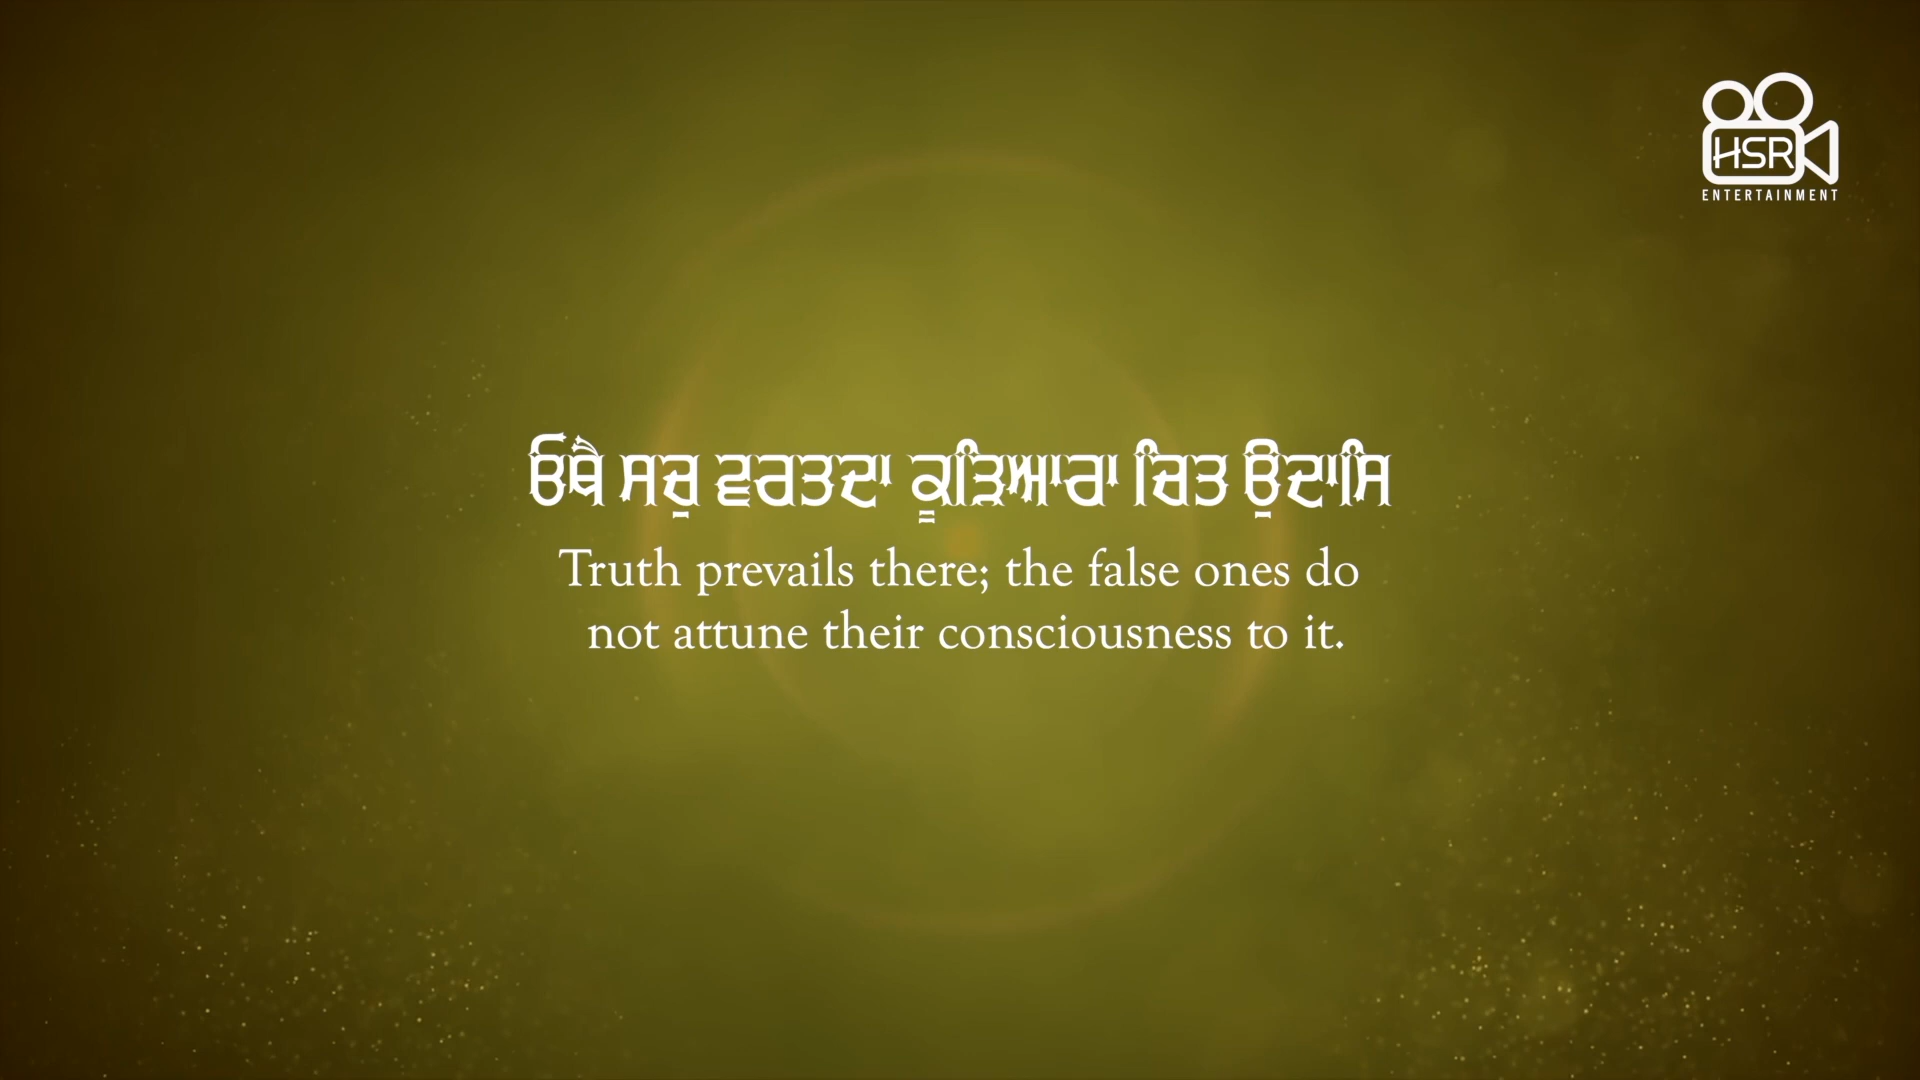 HSR
ENTERTAINMENT
ਓਥੈ ਸਚੁ ਵਰਤਦਾ ਕੂੜਿਆਰਾ ਚਿਤ ਉਦਾਸਿ
Truth prevails there; the false ones do
not attune their consciousness to it.